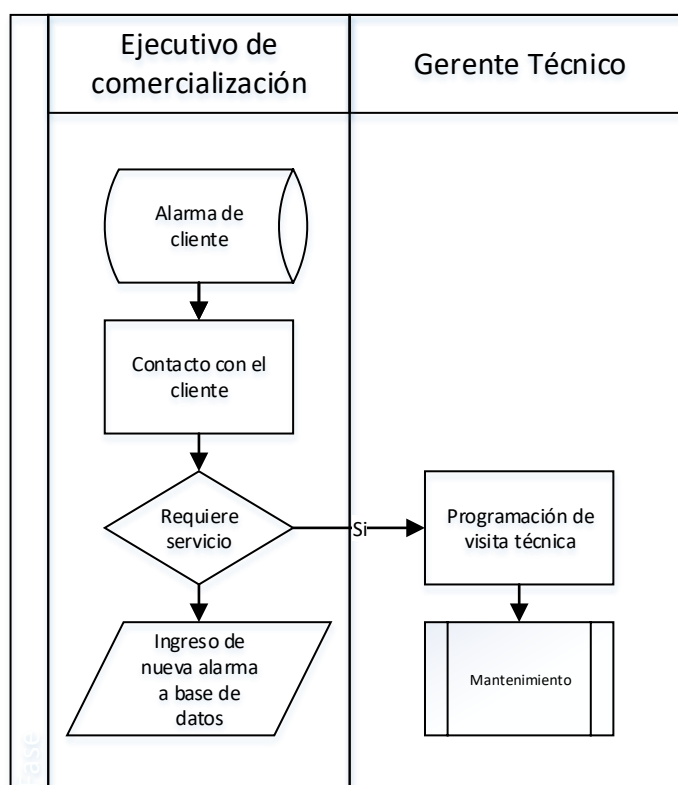 Ejecutivo de
comercialización
Gerente Técnico
Alarma de
cliente
Contacto con el
cliente
Requiere
servicio
Si
Programación de
visita técnica
Ingreso de
nueva alarma
a base de
datos
Mantenimiento
Fase